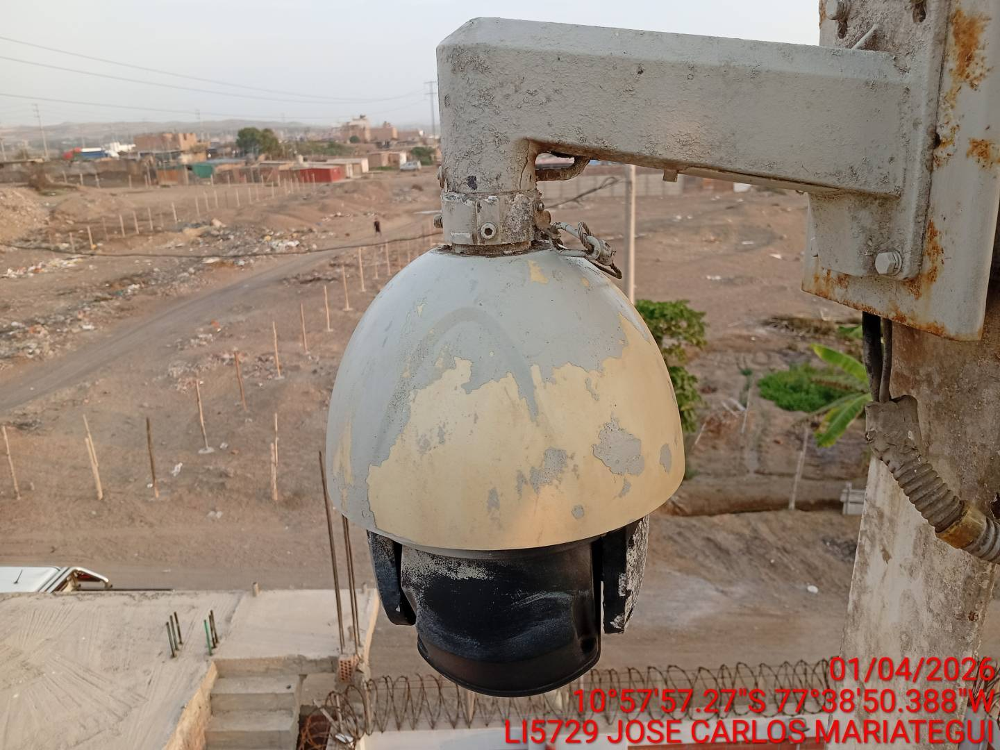 01/04/2026
10°57'57.27"S 77°38'50.388"W
LI5729 JOSE CARLOS MARIATEGUI